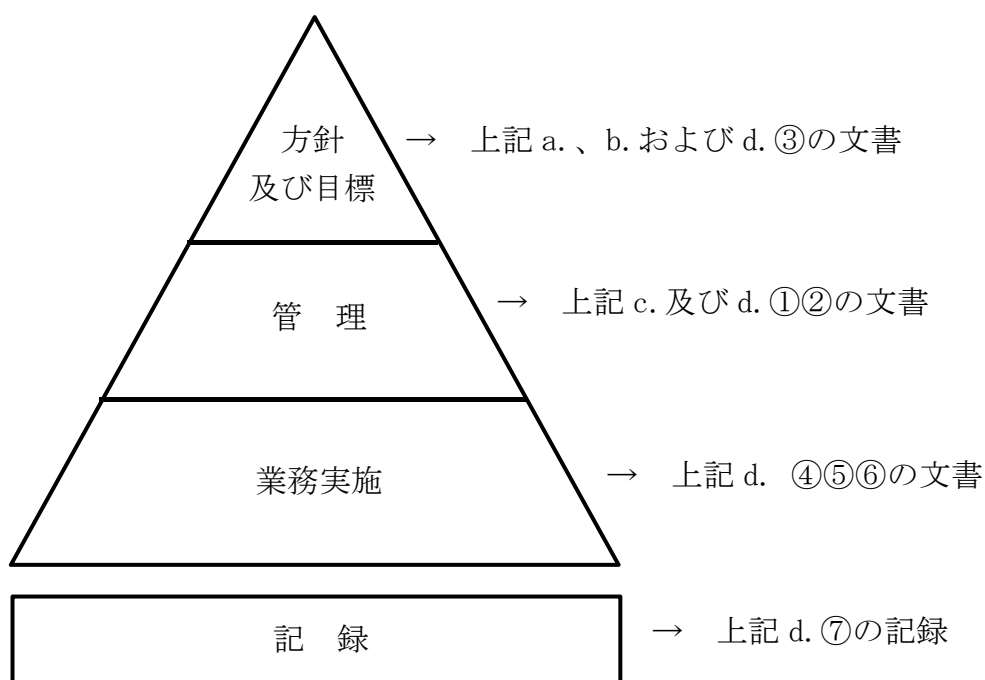 方針
及び目標
→ 上記 a. 、b. および d. ③の文書
管 理
→ 上記 c. 及び d. ①②の文書
業務実施
→ 上記 d. ④⑤⑥の文書
記 録
→ 上記 d. ⑦の記録